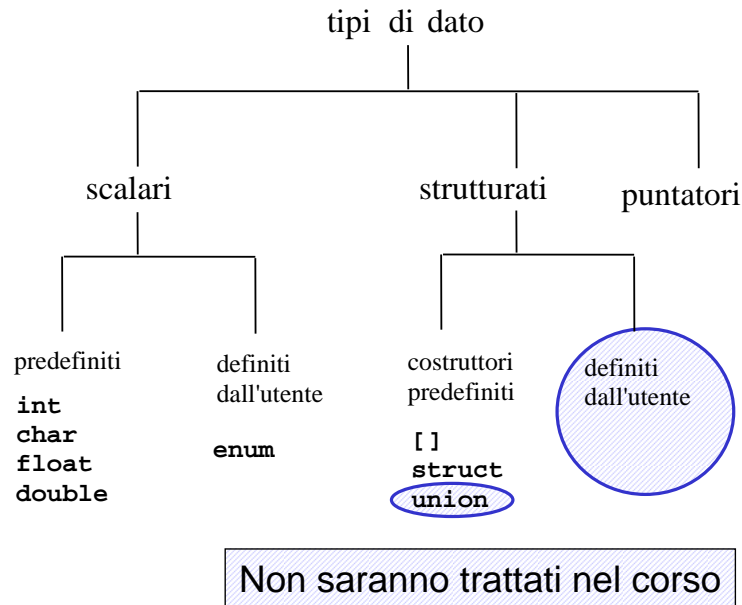 tipi di dato
scalari
strutturati
puntatori
predefiniti
int
char
float
double
definiti
dall'utente
enum
costruttori
predefiniti
[]
struct
union
definiti
dall'utente
Non saranno trattati nel corso